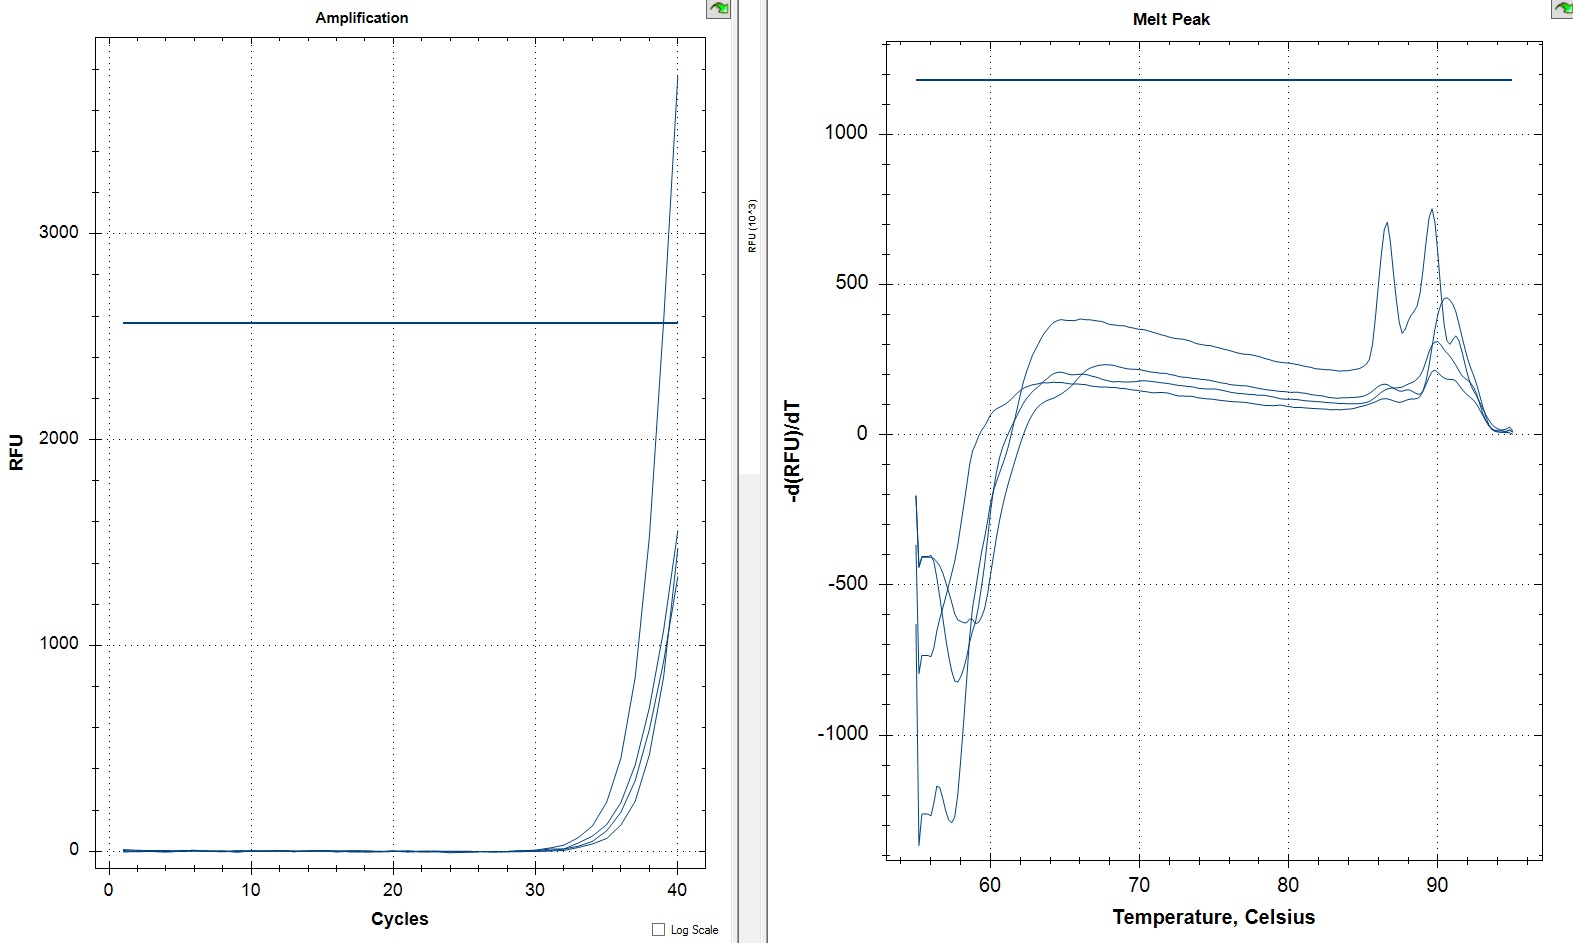 Amplification
3000
2000
1000
0
RFU
0 10 20 30 40
Cycles
Log Scale
RFU (10^3)
Melt Peak
1000
500
0
-500
-1000
-d(RFU)/dT
60 70 80 90
Temperature, Celsius